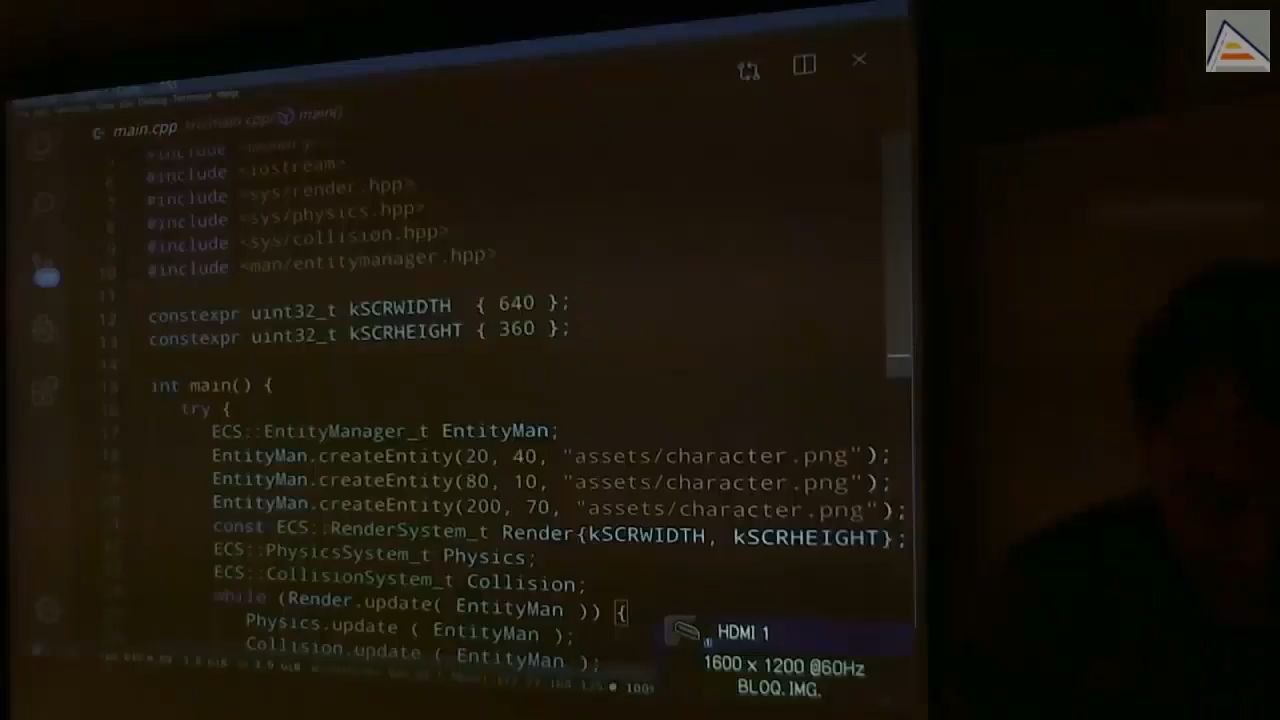 main.cpp src/main.cpp main()
#include <iostream>
#include <sys/render.hpp>
#include <sys/physics.hpp>
#include <sys/collision.hpp>
#include <man/entitymanager.hpp>
constexpr uint32_t kSCRWIDTH { 640 };
constexpr uint32_t kSCRHEIGHT { 360 };
int main() {
try {
ECS::EntityManager_t EntityMan;
EntityMan.createEntity(20, 40, "assets/character.png");
EntityMan.createEntity(80, 10, "assets/character.png");
EntityMan.createEntity(200, 70, "assets/character.png");
const ECS::RenderSystem_t Render{kSCRWIDTH, kSCRHEIGHT};
ECS::PhysicsSystem_t Physics;
ECS::CollisionSystem_t Collision;
while (Render.update( EntityMan )) {
Physics.update ( EntityMan );
Collision.update ( EntityMan );
HDMI 1
1600 x 1200 @60Hz
BLOQ.IMG.